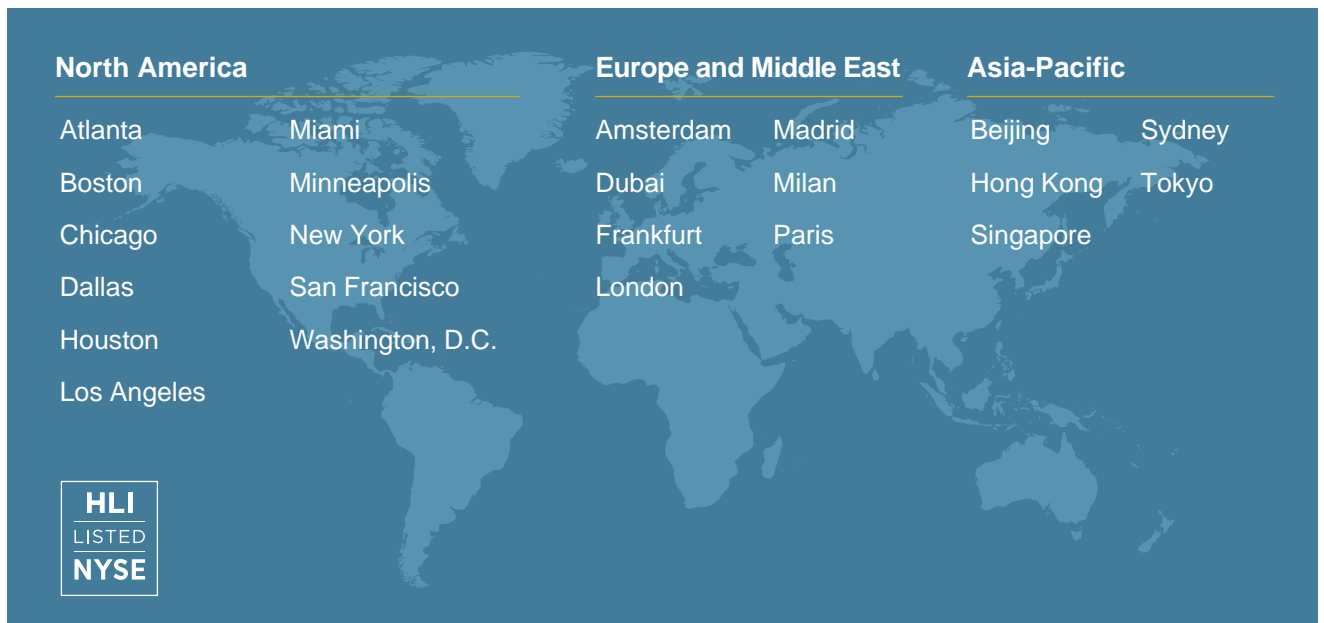 North America
Atlanta
Boston
Chicago
Dallas
Houston
Los Angeles
Miami
Minneapolis
New York
San Francisco
Washington, D.C.
Europe and Middle East
Amsterdam
Dubai
Frankfurt
London
Madrid
Milan
Paris
Asia-Pacific
Beijing
Hong Kong
Singapore
Sydney
Tokyo
HLI
LISTED
NYSE